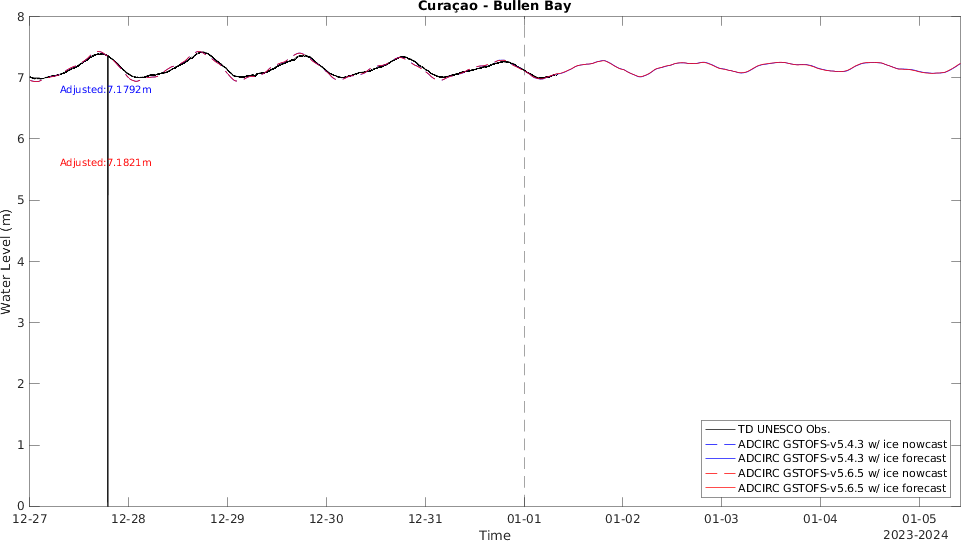 Curaçao - Bullen Bay
8
7
6
5
4
3
2
1
0
Water Level (m)
Adjusted:7.1792m
Adjusted:7.1821m
TD UNESCO Obs.
ADCIRC GSTOFS-v5.4.3 w/ ice nowcast
ADCIRC GSTOFS-v5.4.3 w/ ice forecast
ADCIRC GSTOFS-v5.6.5 w/ ice nowcast
ADCIRC GSTOFS-v5.6.5 w/ ice forecast
12-27 12-28 12-29 12-30 12-31 01-01 01-02 01-03 01-04 01-05
Time
2023-2024